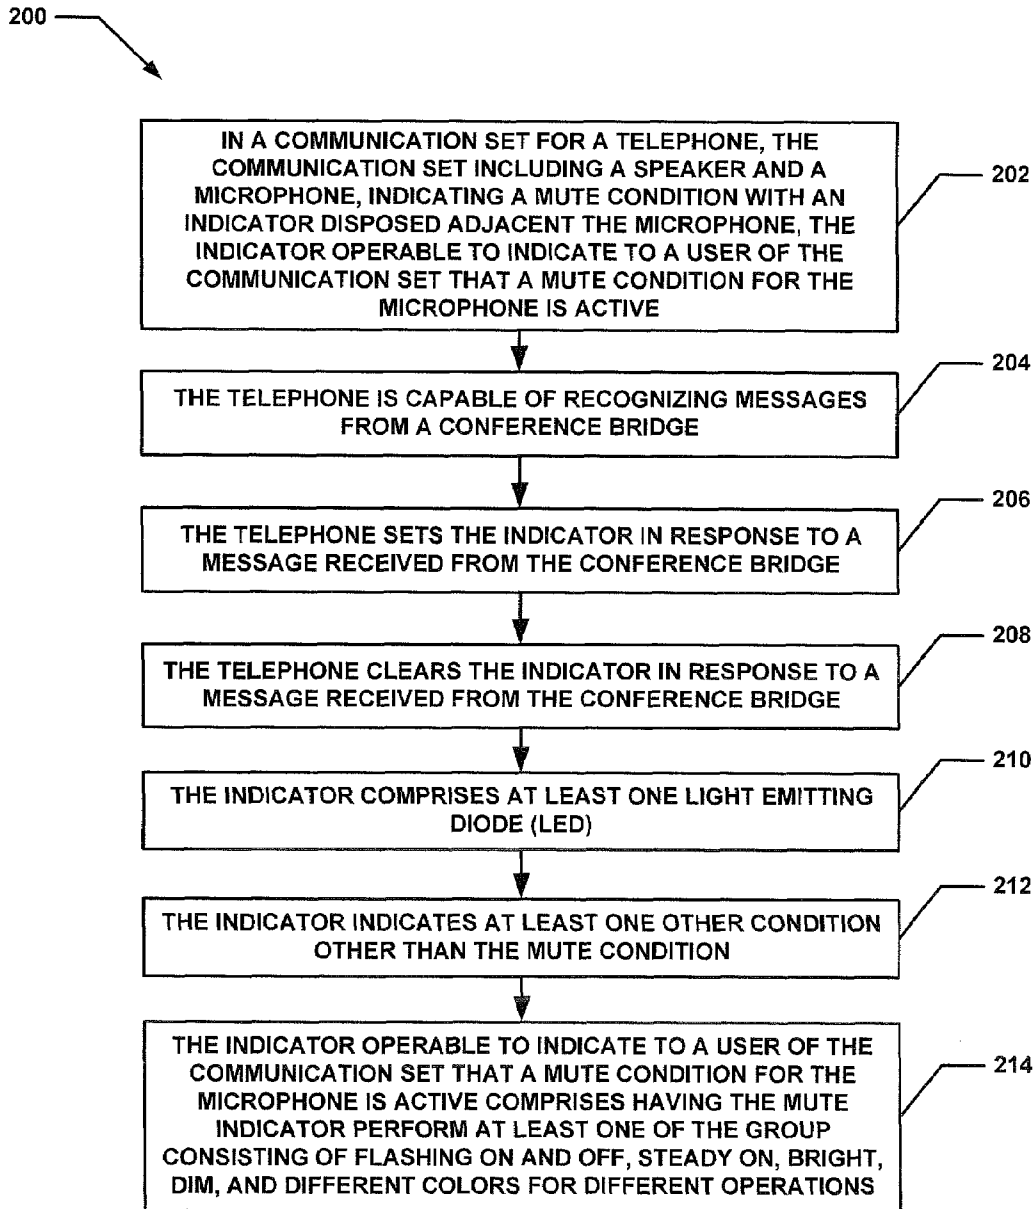 200
IN A COMMUNICATION SET FOR A TELEPHONE, THE
COMMUNICATION SET INCLUDING A SPEAKER AND A
MICROPHONE, INDICATING A MUTE CONDITION WITH AN
INDICATOR DISPOSED ADJACENT THE MICROPHONE, THE
INDICATOR OPERABLE TO INDICATE TO A USER OF THE
COMMUNICATION SET THAT A MUTE CONDITION FOR THE
MICROPHONE IS ACTIVE
202
THE TELEPHONE IS CAPABLE OF RECOGNIZING MESSAGES
FROM A CONFERENCE BRIDGE
204
THE TELEPHONE SETS THE INDICATOR IN RESPONSE TO A
MESSAGE RECEIVED FROM THE CONFERENCE BRIDGE
206
THE TELEPHONE CLEARS THE INDICATOR IN RESPONSE TO A
MESSAGE RECEIVED FROM THE CONFERENCE BRIDGE
208
THE INDICATOR COMPRISES AT LEAST ONE LIGHT EMITTING
DIODE (LED)
210
THE INDICATOR INDICATES AT LEAST ONE OTHER CONDITION
OTHER THAN THE MUTE CONDITION
212
THE INDICATOR OPERABLE TO INDICATE TO A USER OF THE
COMMUNICATION SET THAT A MUTE CONDITION FOR THE
MICROPHONE IS ACTIVE COMPRISES HAVING THE MUTE
INDICATOR PERFORM AT LEAST ONE OF THE GROUP
CONSISTING OF FLASHING ON AND OFF, STEADY ON, BRIGHT,
DIM, AND DIFFERENT COLORS FOR DIFFERENT OPERATIONS
214